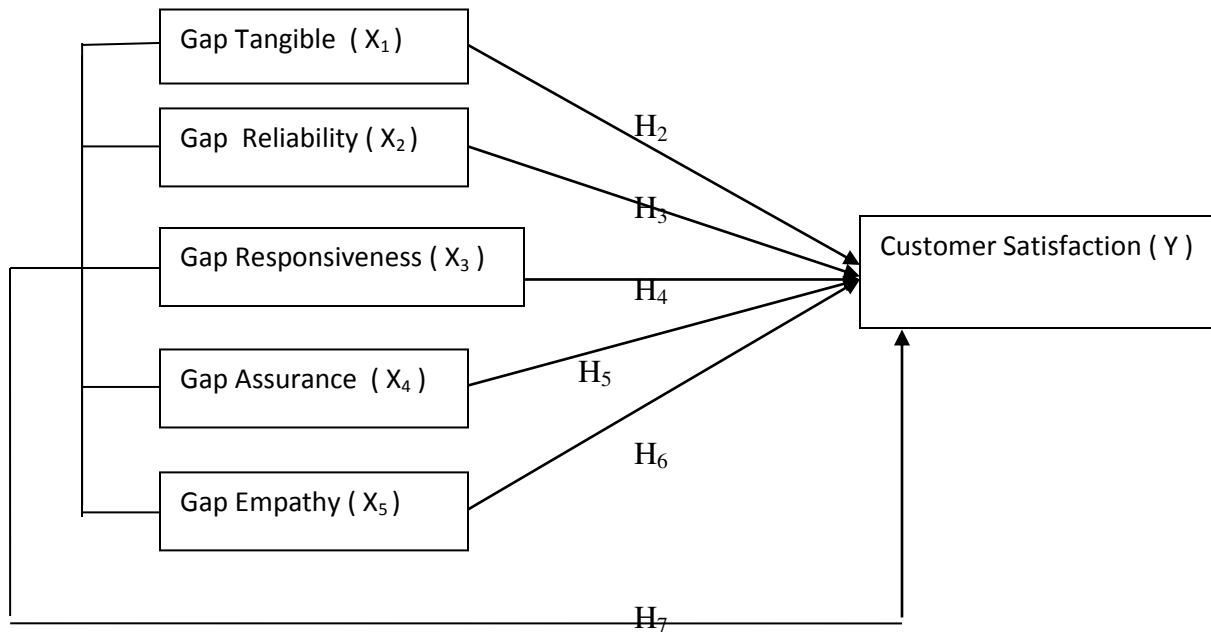 Gap Tangible ( X₁ )
H₂
Gap Reliability ( X₂ )
H₃
Customer Satisfaction ( Y )
Gap Responsiveness ( X₃ )
H₄
Gap Assurance ( X₄ )
H₅
H₆
Gap Empathy ( X₅ )
H₇